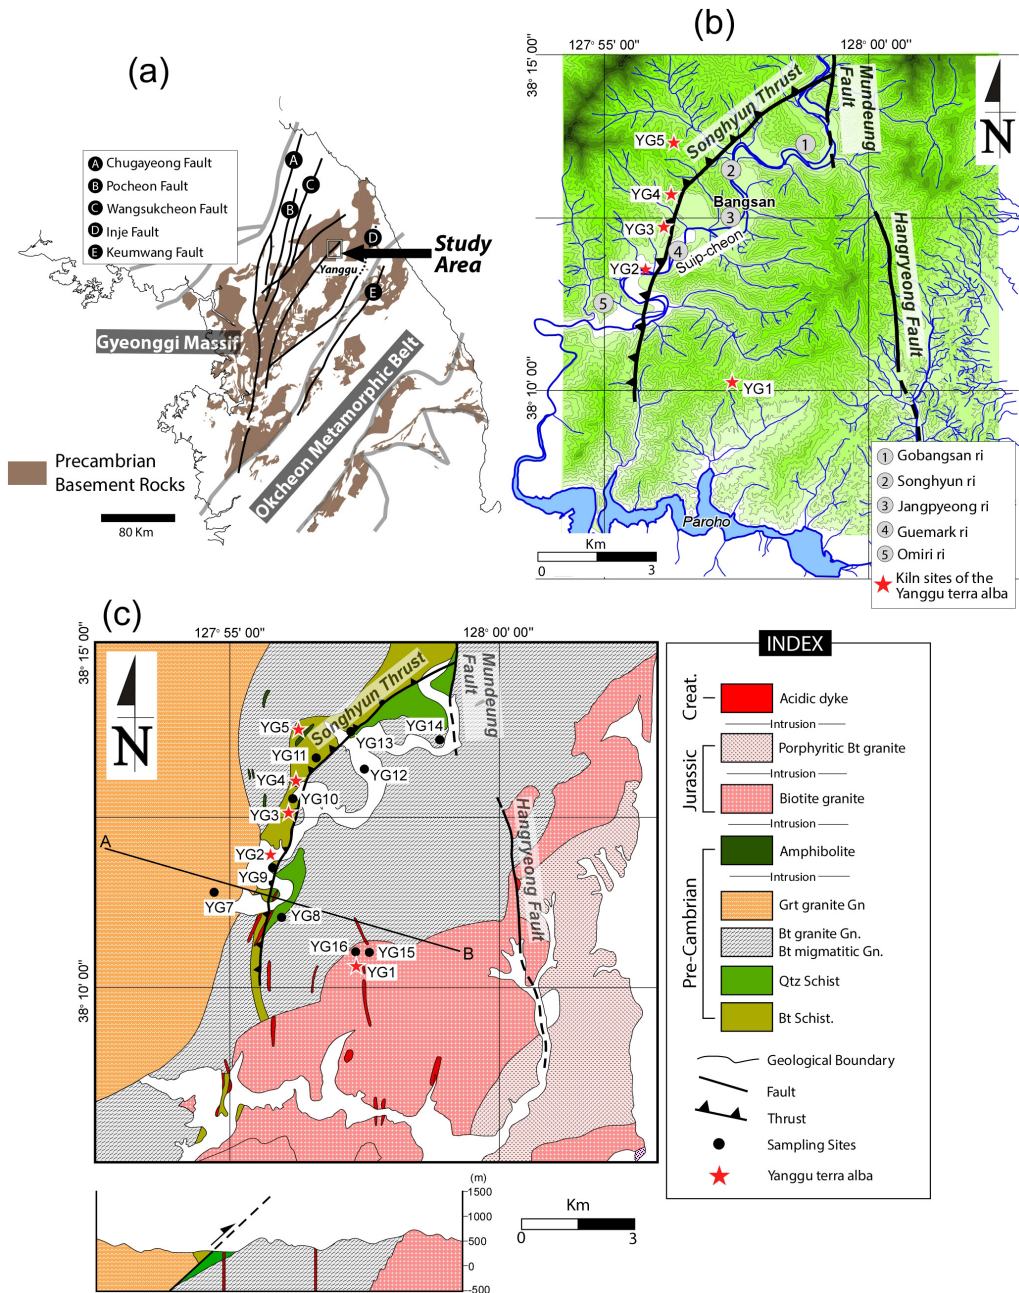 (a)
A Chugayeong Fault
B Pocheon Fault
C Wangsukcheon Fault
D Inje Fault
E Keumwang Fault
A
C
B
D
E
Study
Area
Yanggu
Gyeonggi Massif
Okcheon Metamorphic Belt
Precambrian
Basement Rocks
80 Km
(b)
127° 55' 00"
128° 00' 00"
38° 15' 00"
38° 10' 00"
Songhyun Thrust
Mundeung
Fault
Hangryeong Fault
N
YG5
YG4
YG3
YG2
YG1
1
2
3
4
5
Bangsan
Suip-cheon
Paroho
Km
0
3
1 Gobangsan ri
2 Songhyun ri
3 Jangpyeong ri
4 Guemark ri
5 Omiri ri
Kiln sites of the
Yanggu terra alba
(c)
127° 55' 00"
128° 00' 00"
38° 15' 00"
38° 10' 00"
N
Songhyun Thrust
Mundeung
Fault
Hangryeong Fault
YG5
YG14
YG13
YG11
YG12
YG4
YG10
YG3
A
YG2
YG9
YG7
YG8
YG16
YG15
B
YG1
INDEX
Creat.
Acidic dyke
Intrusion
Jurassic
Porphyritic Bt granite
Intrusion
Biotite granite
Intrusion
Pre-Cambrian
Amphibolite
Intrusion
Grt granite Gn
Bt granite Gn.
Bt migmatitic Gn.
Qtz Schist
Bt Schist.
Geological Boundary
Fault
Thrust
Sampling Sites
Yanggu terra alba
(m)
1500
1000
500
0
-500
Km
0
3